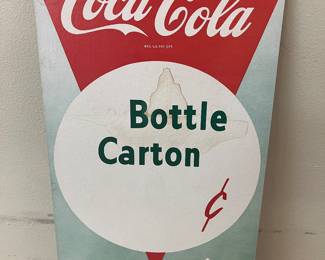 Coca-Cola
REG. U.S. PAT. OFF.
Bottle
Carton
¢